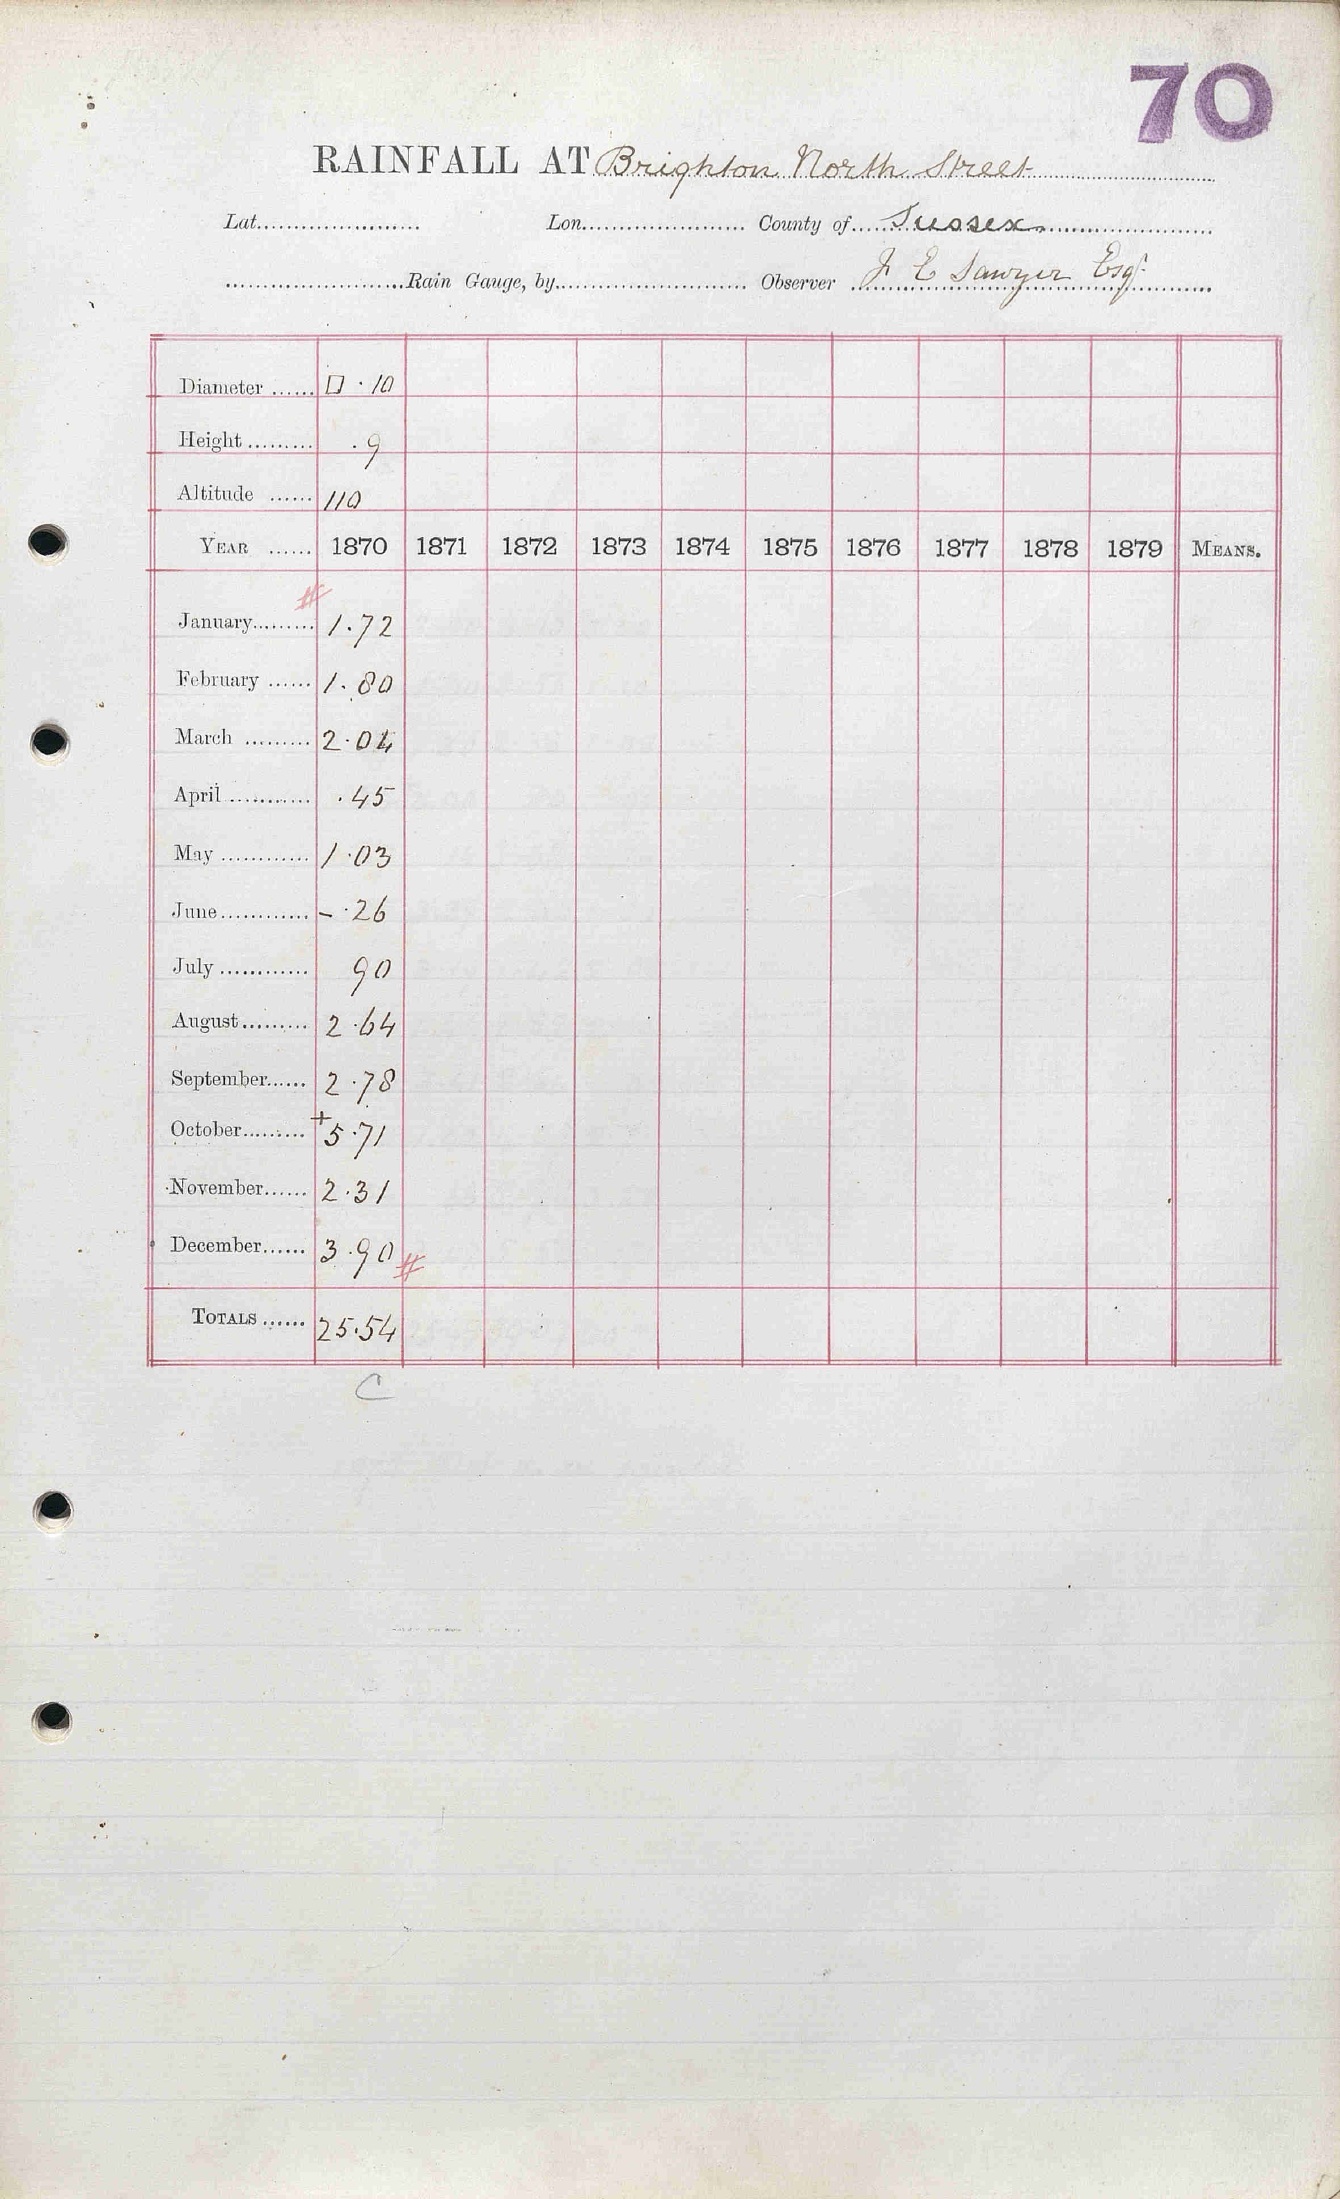 70
RAINFALL AT Brighton North Street
Lat. Lon. County of Sussex
Rain Gauge, by Observer F E Sawyer Esqr
Diameter □ · 10
Height . 9
Altitude 110
YEAR 1870 1871 1872 1873 1874 1875 1876 1877 1878 1879 MEANS.
#
January 1.72
February 1.80
March 2.04
April .45
May 1.03
June - .26
July 90
August 2.64
September 2.78
October +5.71
November 2.31
December 3.90 #
TOTALS 25.54
C